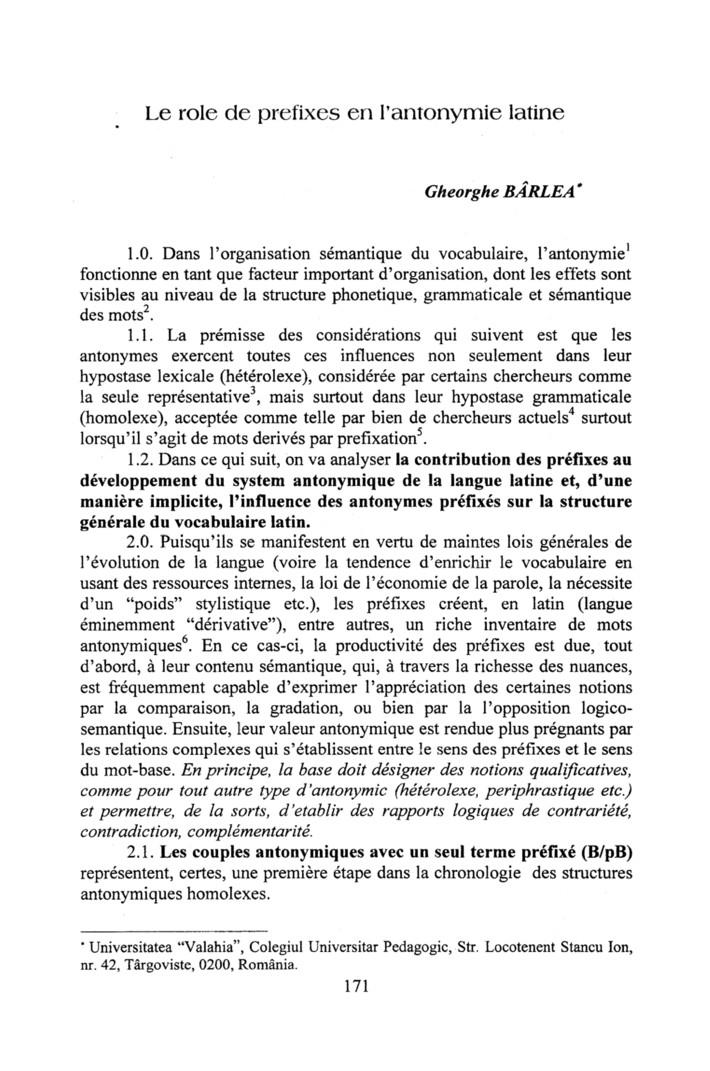 Le role de prefixes en l'antonymie latine
Gheorghe BÂRLEA*
1.0. Dans l'organisation sémantique du vocabulaire, l'antonymie¹
fonctionne en tant que facteur important d'organisation, dont les effets sont
visibles au niveau de la structure phonetique, grammaticale et sémantique
des mots².
1.1. La prémisse des considérations qui suivent est que les
antonymes exercent toutes ces influences non seulement dans leur
hypostase lexicale (hétérolexe), considérée par certains chercheurs comme
la seule représentative³, mais surtout dans leur hypostase grammaticale
(homolexe), acceptée comme telle par bien de chercheurs actuels⁴ surtout
lorsqu'il s'agit de mots derivés par prefixation⁵.
1.2. Dans ce qui suit, on va analyser la contribution des préfixes au
développement du system antonymique de la langue latine et, d'une
manière implicite, l'influence des antonymes préfixés sur la structure
générale du vocabulaire latin.
2.0. Puisqu'ils se manifestent en vertu de maintes lois générales de
l'évolution de la langue (voire la tendence d'enrichir le vocabulaire en
usant des ressources internes, la loi de l'économie de la parole, la nécessite
d'un "poids" stylistique etc.), les préfixes créent, en latin (langue
éminemment "dérivative"), entre autres, un riche inventaire de mots
antonymiques⁶. En ce cas-ci, la productivité des préfixes est due, tout
d'abord, à leur contenu sémantique, qui, à travers la richesse des nuances,
est fréquemment capable d'exprimer l'appréciation des certaines notions
par la comparaison, la gradation, ou bien par la l'opposition logico-
semantique. Ensuite, leur valeur antonymique est rendue plus prégnants par
les relations complexes qui s'établissent entre le sens des préfixes et le sens
du mot-base. En principe, la base doit désigner des notions qualificatives,
comme pour tout autre type d'antonymic (hétérolexe, periphrastique etc.)
et permettre, de la sorts, d'etablir des rapports logiques de contrariété,
contradiction, complémentarité.
2.1. Les couples antonymiques avec un seul terme préfixé (B/pB)
représentent, certes, une première étape dans la chronologie des structures
antonymiques homolexes.
* Universitatea "Valahia", Colegiul Universitar Pedagogic, Str. Locotenent Stancu Ion,
nr. 42, Târgoviste, 0200, România.
171